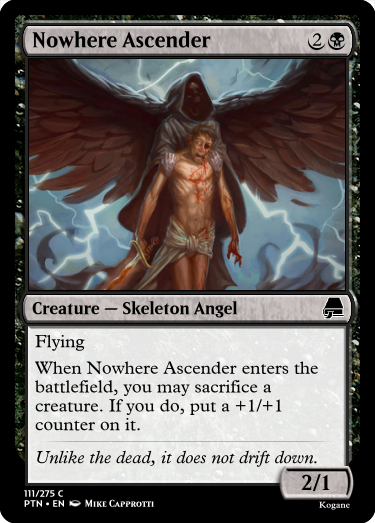 Nowhere Ascender 2
Creature — Skeleton Angel
Flying
When Nowhere Ascender enters the
battlefield, you may sacrifice a
creature. If you do, put a +1/+1
counter on it.
Unlike the dead, it does not drift down.
2/1
111/275 C
PTN • EN Mike Capprotti
Kogane